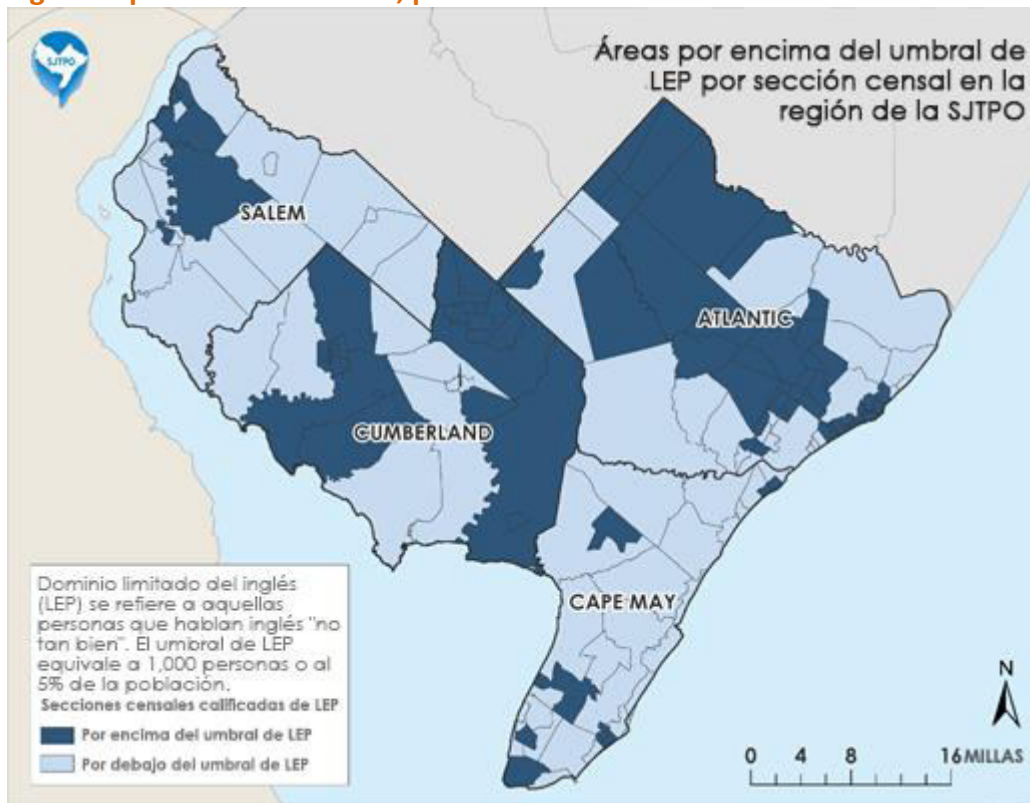 SJTPO
Áreas por encima del umbral de
LEP por sección censal en la
región de la SJTPO
SALEM
ATLANTIC
CUMBERLAND
CAPE MAY
Dominio limitado del inglés
(LEP) se refiere a aquellas
personas que hablan inglés "no
tan bien". El umbral de LEP
equivale a 1,000 personas o al
5% de la población.
Secciones censales calificadas de LEP
Por encima del umbral de LEP
Por debajo del umbral de LEP
N
0 4 8 16 MILLAS